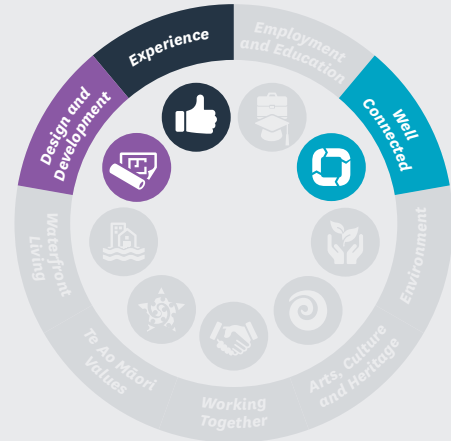 Experience
Employment
and Education
Well
Connected
Environment
Arts, Culture
and Heritage
Working
Together
Te Ao Māori
Values
Waterfront
Living
Design and
Development